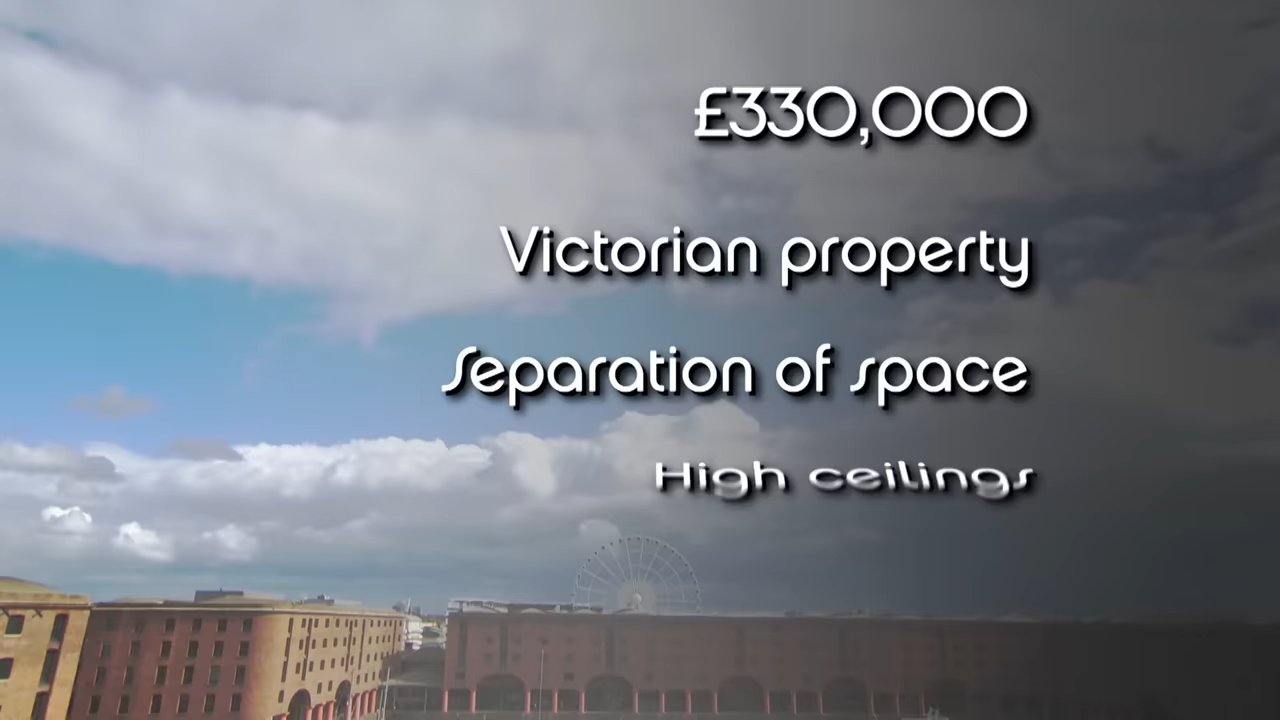 £330,000
Victorian property
Separation of space
High ceilings